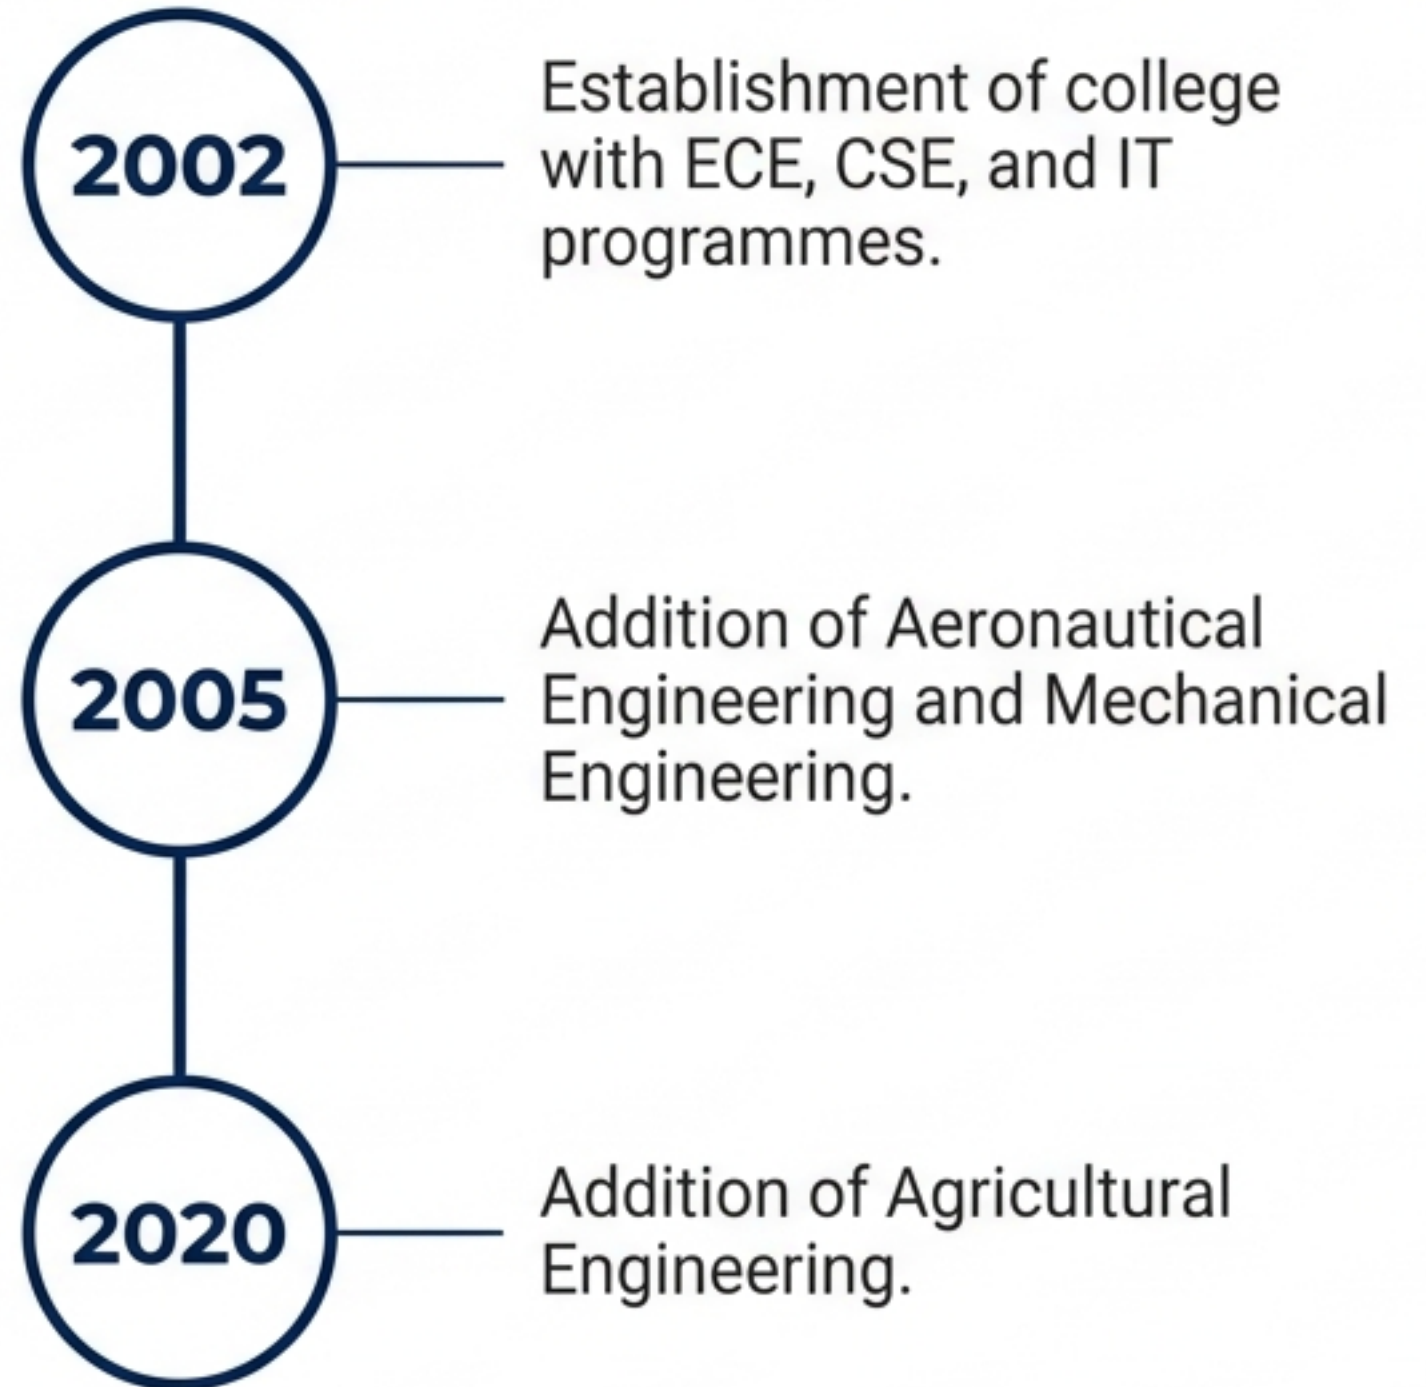 2002
Establishment of college
with ECE, CSE, and IT
programmes.
2005
Addition of Aeronautical
Engineering and Mechanical
Engineering.
2020
Addition of Agricultural
Engineering.